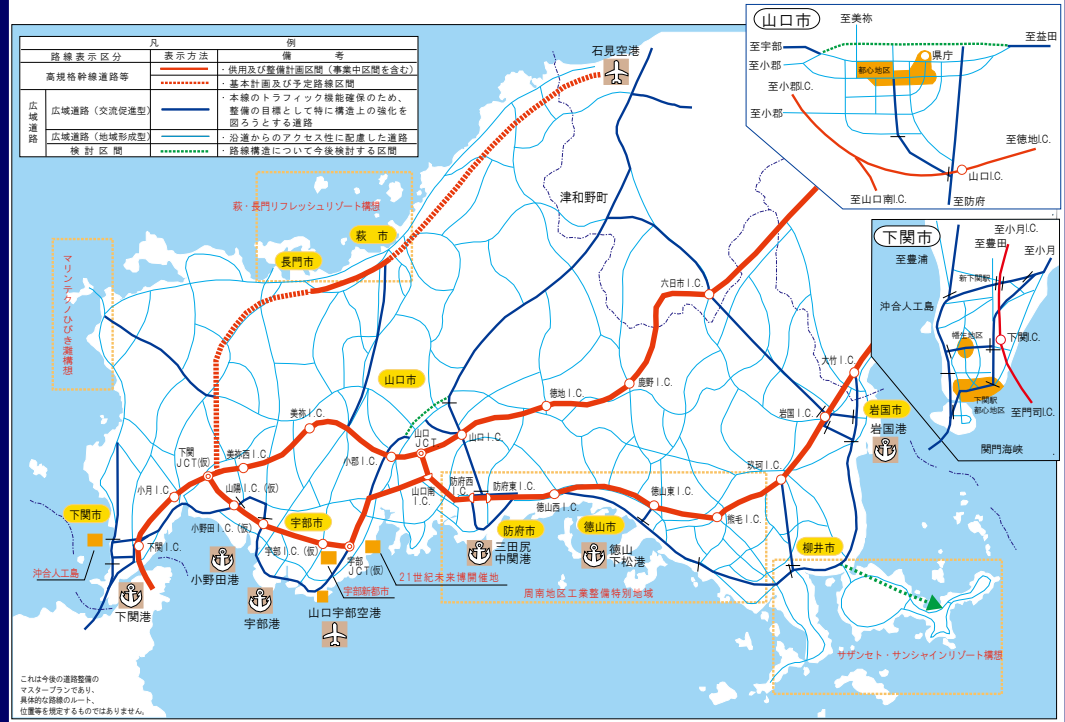 凡　例
路線表示区分　表示方法　備　考
高規格幹線道路等
・供用及び整備計画区間（事業中区間を含む）
・基本計画及び予定路線区間
広域道路
広域道路（交流促進型）
・本線のトラフィック機能確保のため、
整備の目標として特に構造上の強化を
図ろうとする道路
広域道路（地域形成型）
・沿道からのアクセス性に配慮した道路
検討区間
・路線構造について今後検討する区間
石見空港
津和野町
萩・長門リフレッシュリゾート構想
萩　市
長門市
マリンテクノひびき灘構想
六日市I.C.
大竹I.C.
山口市
美祢I.C.
徳地I.C.
鹿野I.C.
岩国I.C.
岩国市
岩国港
山口
JCT
山口I.C.
小郡I.C.
下関
JCT(仮)
美祢西I.C.
山陽I.C.(仮)
小月I.C.
山口南
I.C.
防府西
I.C.
防府東I.C.
徳山西I.C.
徳山東I.C.
熊毛I.C.
玖珂I.C.
下関市
小野田I.C.(仮)
宇部市
防府市
徳山市
柳井市
下関I.C.
宇部I.C.(仮)
宇部
JCT(仮)
三田尻
中関港
徳山
下松港
沖合人工島
小野田港
21世紀未来博開催地
宇部新都市
周南地区工業整備特別地域
下関港
宇部港
山口宇部空港
サザンセト・サンシャインリゾート構想
これは今後の道路整備の
マスタープランであり、
具体的な路線のルート、
位置等を規定するものではありません。
山口市
至美祢
至宇部
至益田
至小郡
県庁
都心地区
至小郡I.C.
至小郡
至徳地I.C.
山口I.C.
至山口南I.C.
至防府
下関市
至小月I.C.
至豊田
至小月
至豊浦
新下関駅
沖合人工島
幡生地区
下関I.C.
下関駅
都心地区
至門司I.C.
関門海峡